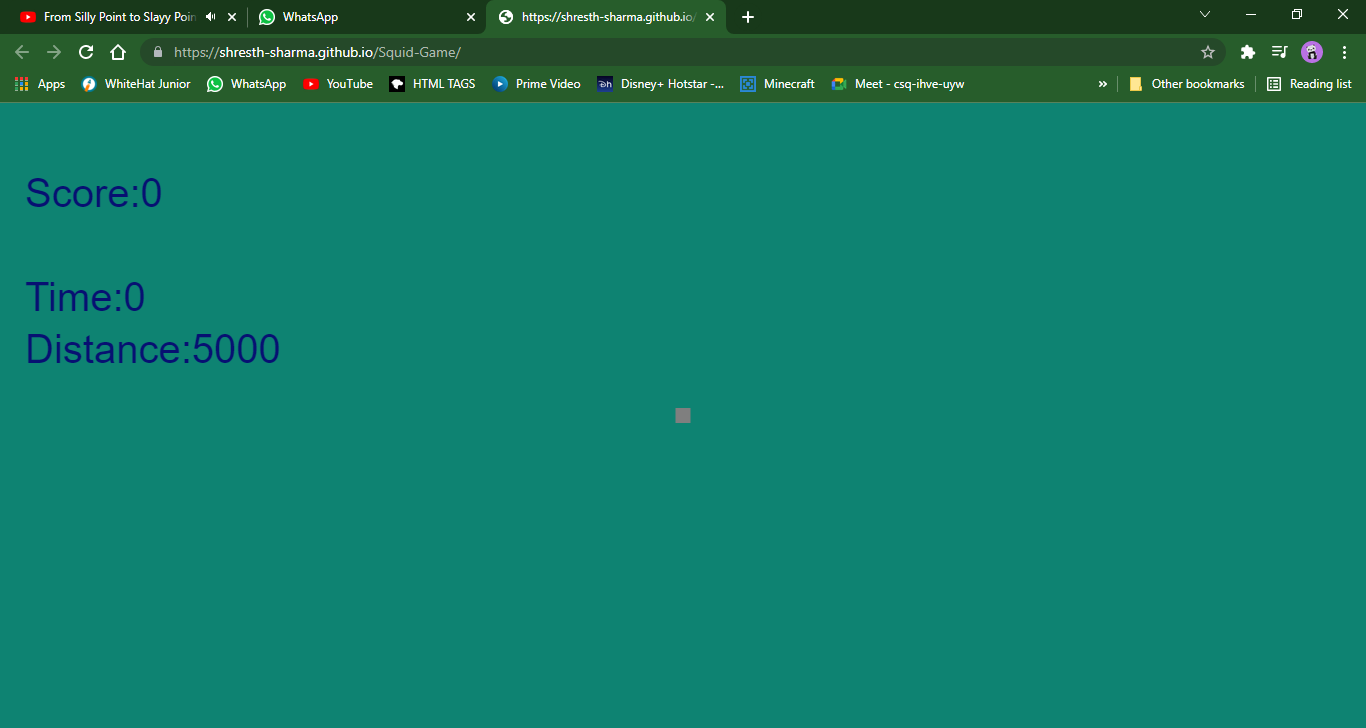 From Silly Point to Slayy Poin
WhatsApp
https://shresth-sharma.github.io/
https://shresth-sharma.github.io/Squid-Game/
Apps WhiteHat Junior WhatsApp YouTube HTML TAGS Prime Video Disney+ Hotstar -... Minecraft Meet - csq-ihve-uyw » Other bookmarks Reading list
Score:0
Time:0
Distance:5000